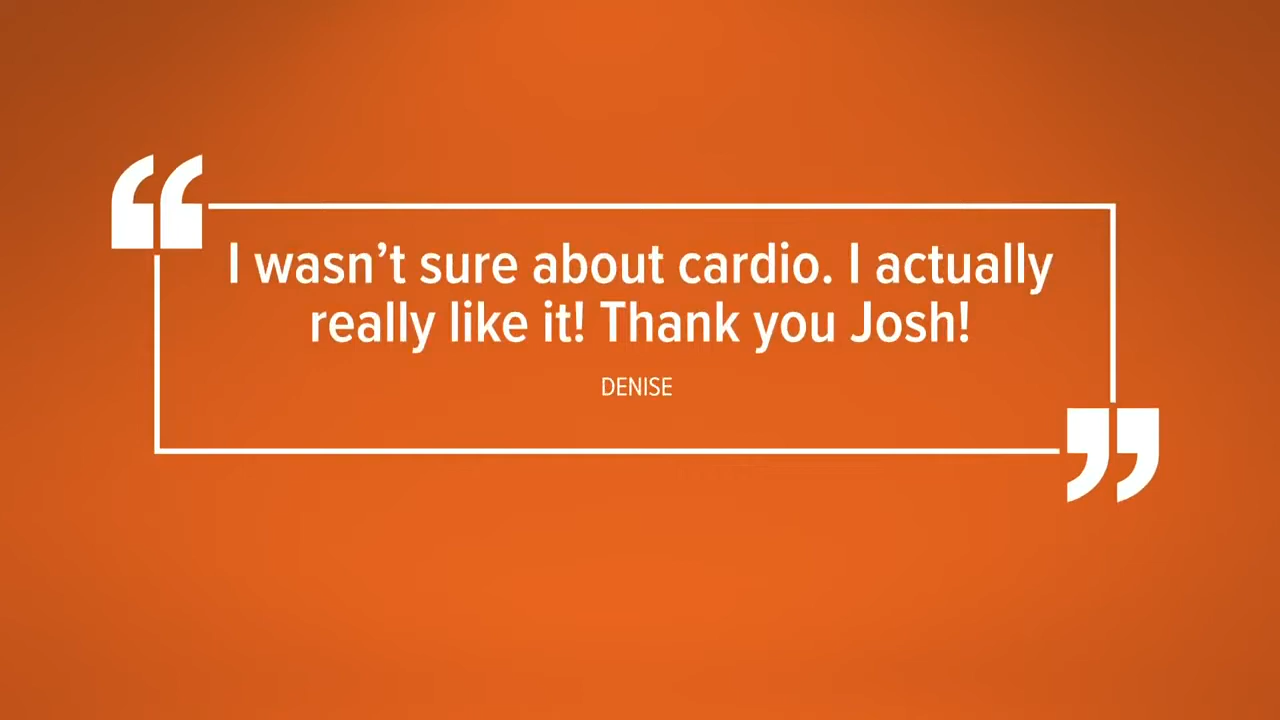 “
I wasn’t sure about cardio. I actually
really like it! Thank you Josh!
DENISE
”